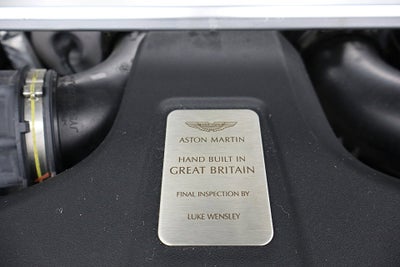 ASTON MARTIN
HAND BUILT IN
GREAT BRITAIN
FINAL INSPECTION BY
LUKE WENSLEY